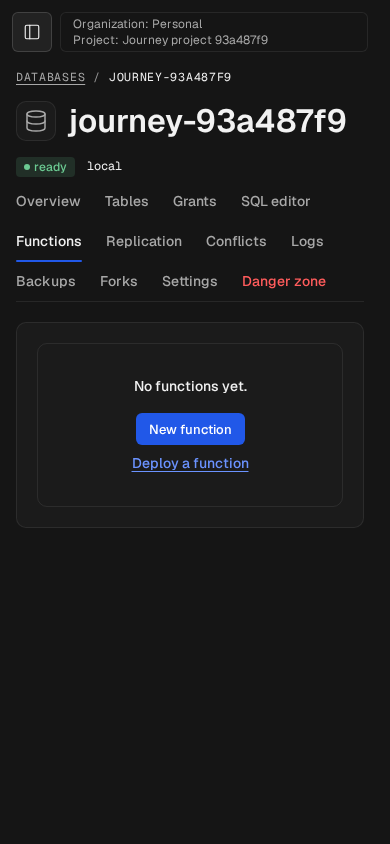 Organization: Personal
Project: Journey project 93a487f9
DATABASES / JOURNEY-93A487F9
journey-93a487f9
ready local
Overview Tables Grants SQL editor
Functions Replication Conflicts Logs
Backups Forks Settings Danger zone
No functions yet.
New function
Deploy a function